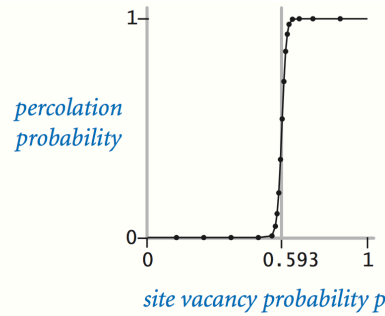 1
percolation
probability
0
0 0.593 1
site vacancy probability p